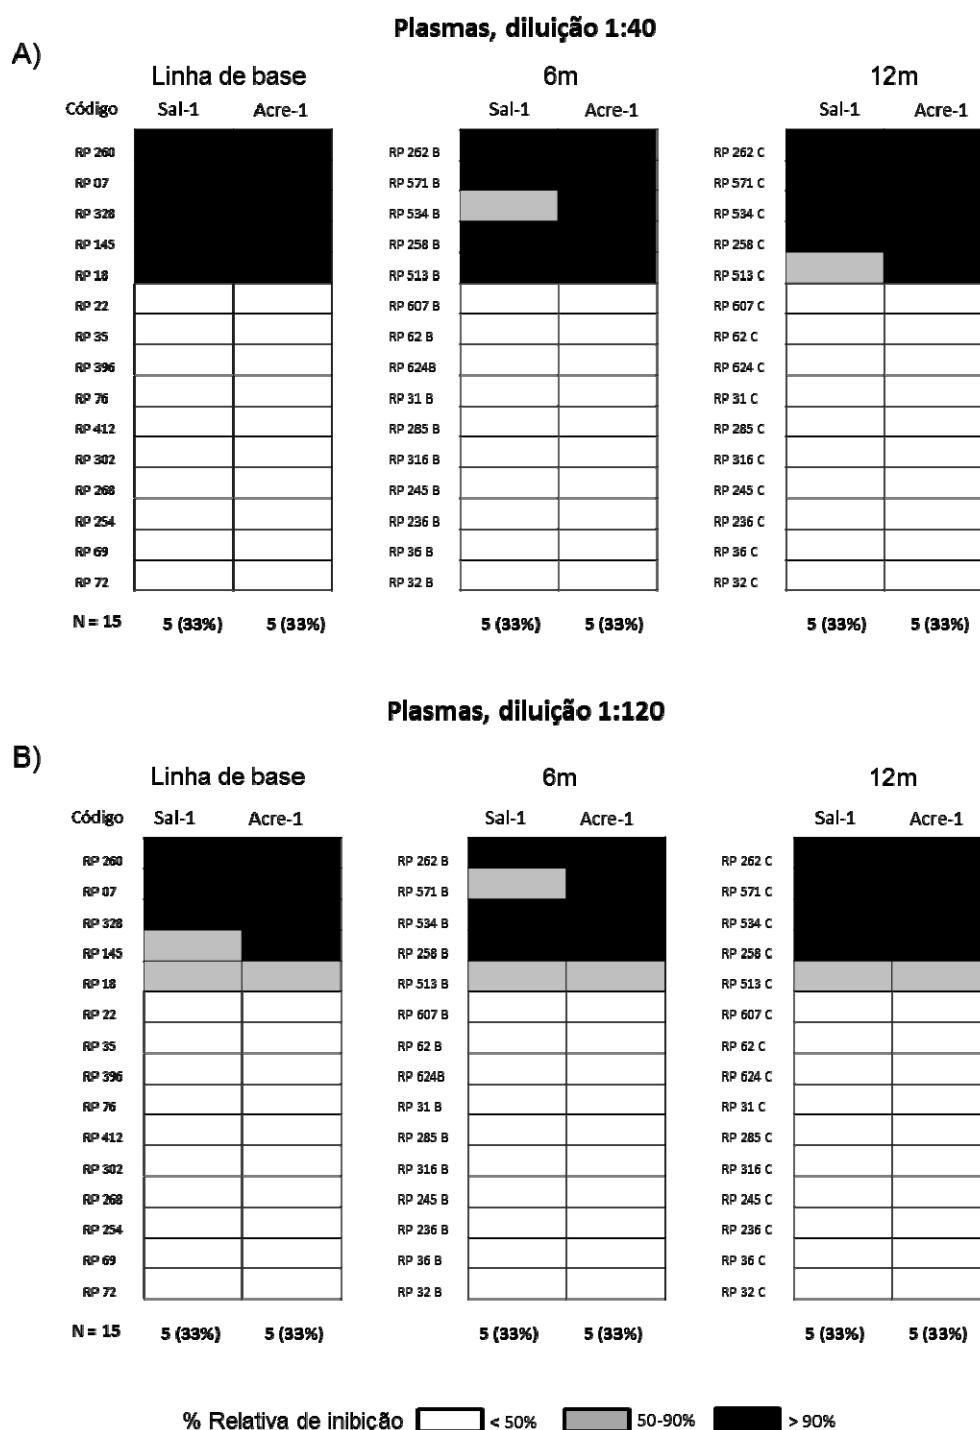 Plasmas, diluição 1:40
A)
Linha de base 6m 12m
Código Sal-1 Acre-1 Sal-1 Acre-1 Sal-1 Acre-1
RP 260 RP 262 B RP 262 C
RP 07 RP 571 B RP 571 C
RP 328 RP 534 B RP 534 C
RP 145 RP 258 B RP 258 C
RP 18 RP 513 B RP 513 C
RP 22 RP 607 B RP 607 C
RP 35 RP 62 B RP 62 C
RP 396 RP 624B RP 624 C
RP 76 RP 31 B RP 31 C
RP 412 RP 285 B RP 285 C
RP 302 RP 316 B RP 316 C
RP 268 RP 245 B RP 245 C
RP 254 RP 236 B RP 236 C
RP 69 RP 36 B RP 36 C
RP 72 RP 32 B RP 32 C
N = 15 5 (33%) 5 (33%) 5 (33%) 5 (33%) 5 (33%) 5 (33%)
Plasmas, diluição 1:120
B)
Linha de base 6m 12m
Código Sal-1 Acre-1 Sal-1 Acre-1 Sal-1 Acre-1
RP 260 RP 262 B RP 262 C
RP 07 RP 571 B RP 571 C
RP 328 RP 534 B RP 534 C
RP 145 RP 258 B RP 258 C
RP 18 RP 513 B RP 513 C
RP 22 RP 607 B RP 607 C
RP 35 RP 62 B RP 62 C
RP 396 RP 624B RP 624 C
RP 76 RP 31 B RP 31 C
RP 412 RP 285 B RP 285 C
RP 302 RP 316 B RP 316 C
RP 268 RP 245 B RP 245 C
RP 254 RP 236 B RP 236 C
RP 69 RP 36 B RP 36 C
RP 72 RP 32 B RP 32 C
N = 15 5 (33%) 5 (33%) 5 (33%) 5 (33%) 5 (33%) 5 (33%)
% Relativa de inibição < 50% 50-90% > 90%